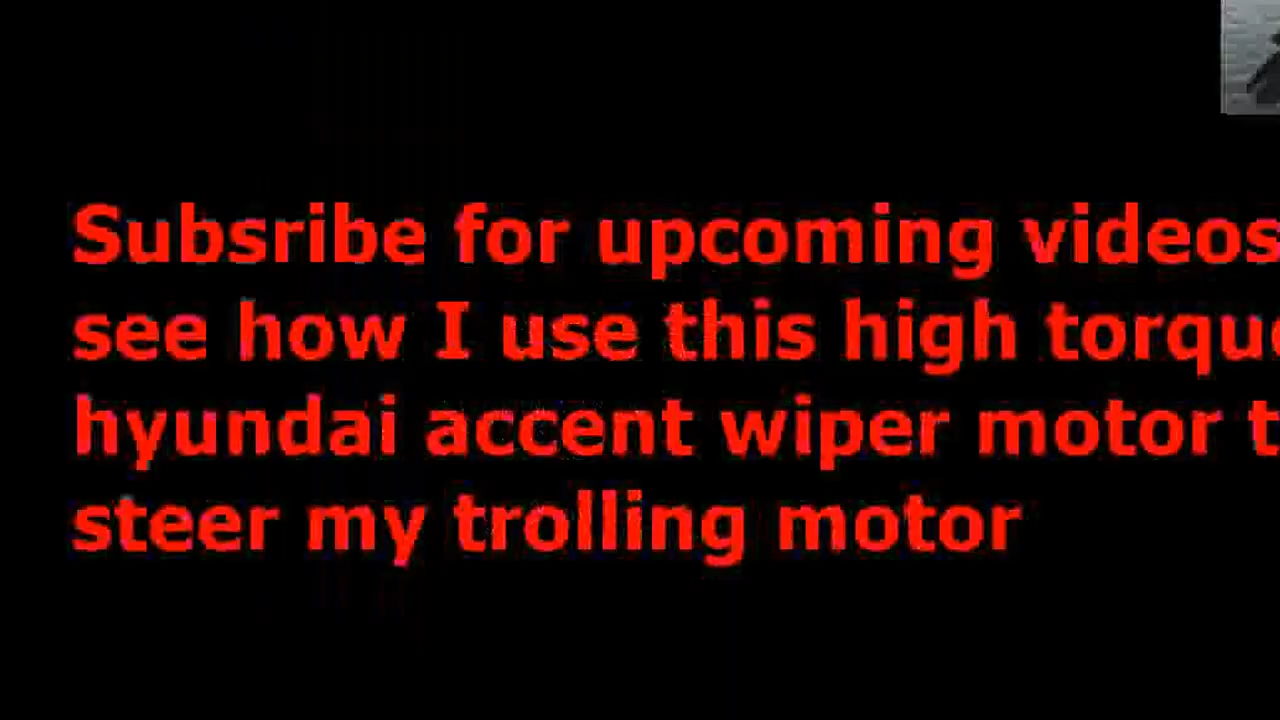 Subsribe for upcoming videos
see how I use this high torque
hyundai accent wiper motor t
steer my trolling motor